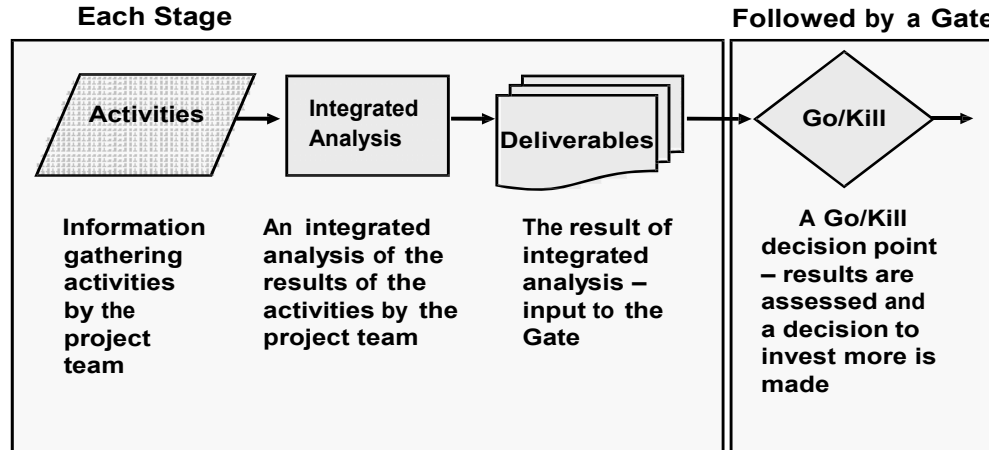 Each Stage
Followed by a Gate
Activities
Integrated
Analysis
Deliverables
Go/Kill
Information
gathering
activities
by the
project
team
An integrated
analysis of the
results of the
activities by the
project team
The result of
integrated
analysis –
input to the
Gate
A Go/Kill
decision point
– results are
assessed and
a decision to
invest more is
made